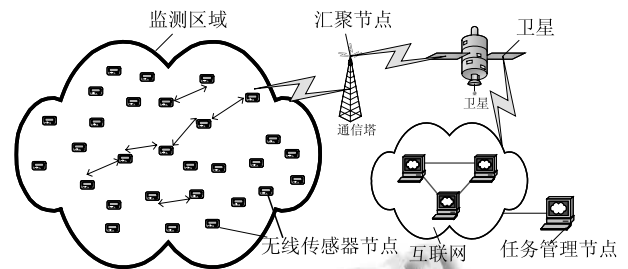 监测区域
汇聚节点
卫星
卫星
通信塔
无线传感器节点
互联网
任务管理节点